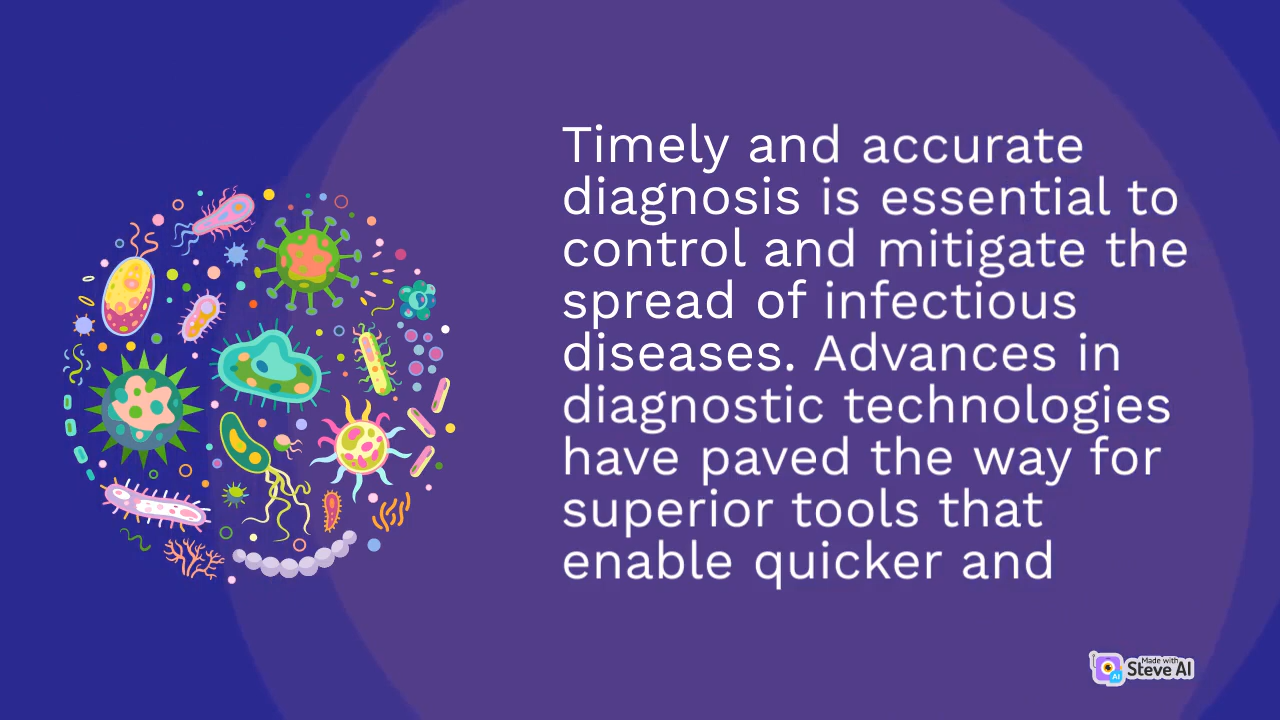 Timely and accurate
diagnosis is essential to
control and mitigate the
spread of infectious
diseases. Advances in
diagnostic technologies
have paved the way for
superior tools that
enable quicker and
Made with
Steve AI
AI